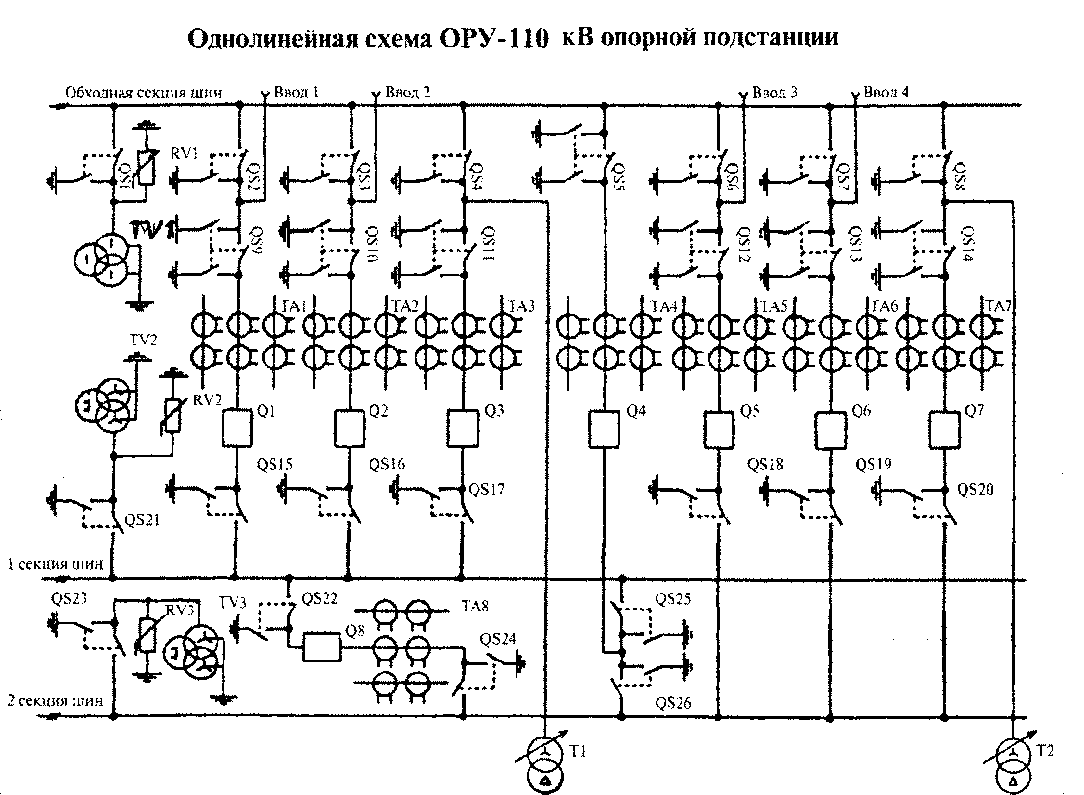 Однолинейная схема ОРУ-110 кВ опорной подстанции
Обходная секция шин
Ввод 1
Ввод 2
Ввод 3
Ввод 4
QS1
RV1
QS2
QS3
QS4
QS5
QS6
QS7
QS8
TV1
QS9
QS10
QS11
QS12
QS13
QS14
TA1
TA2
TA3
TA4
TA5
TA6
TA7
TV2
RV2
Q1
Q2
Q3
Q4
Q5
Q6
Q7
QS15
QS16
QS17
QS18
QS19
QS20
QS21
1 секция шин
QS23
RV3
TV3
QS22
Q8
TA8
QS24
QS25
QS26
2 секция шин
T1
T2